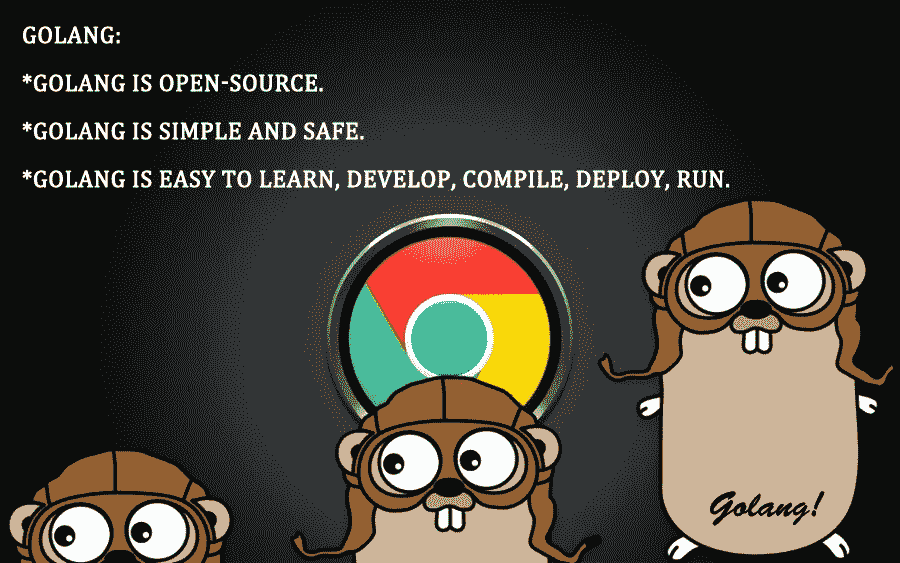 GOLANG:
*GOLANG IS OPEN-SOURCE.
*GOLANG IS SIMPLE AND SAFE.
*GOLANG IS EASY TO LEARN, DEVELOP, COMPILE, DEPLOY, RUN.
Golang!